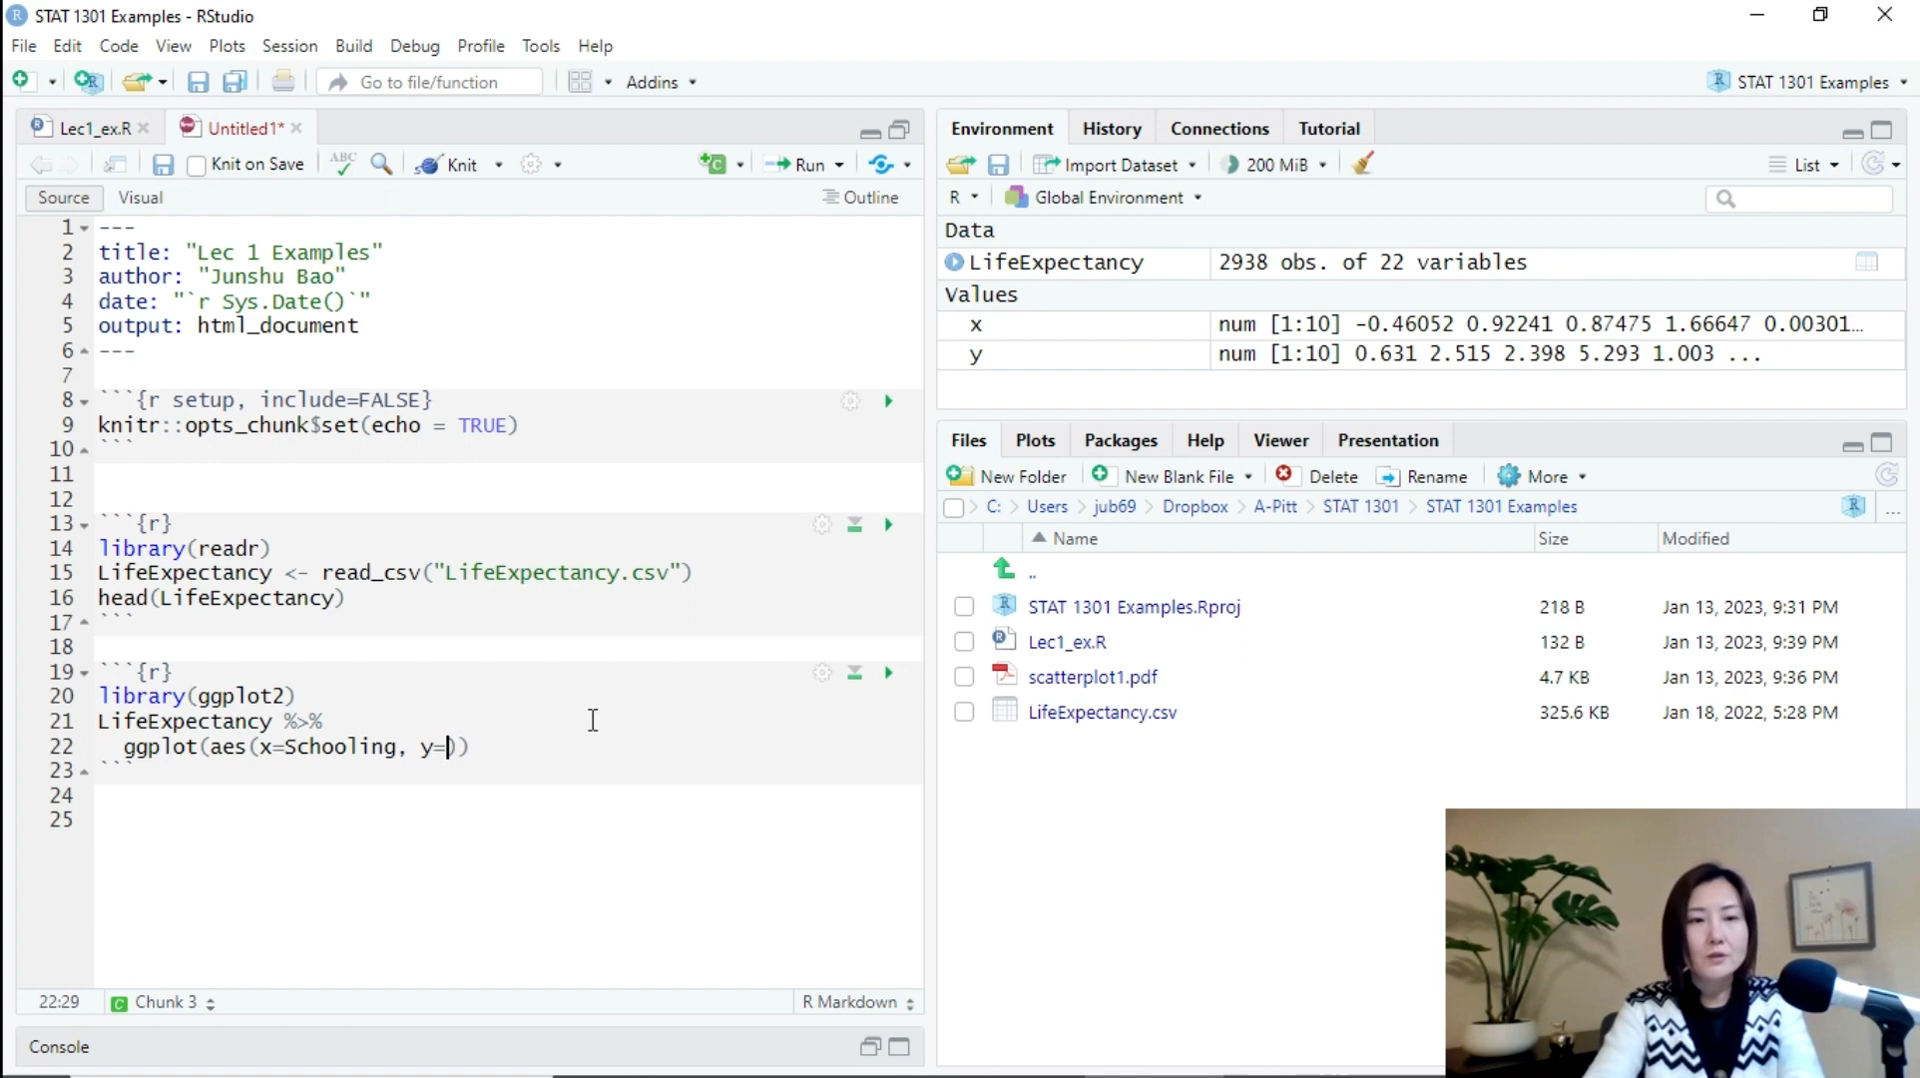 STAT 1301 Examples - RStudio
File Edit Code View Plots Session Build Debug Profile Tools Help
Go to file/function Addins STAT 1301 Examples
Lec1_ex.R Untitled1*
Knit on Save ABC Knit Run
Source Visual Outline
1 ---
2 title: "Lec 1 Examples"
3 author: "Junshu Bao"
4 date: "`r Sys.Date()`"
5 output: html_document
6 ---
7
8 ```{r setup, include=FALSE}
9 knitr::opts_chunk$set(echo = TRUE)
10 ```
11
12
13 ```{r}
14 library(readr)
15 LifeExpectancy <- read_csv("LifeExpectancy.csv")
16 head(LifeExpectancy)
17 ```
18
19 ```{r}
20 library(ggplot2)
21 LifeExpectancy %>%
22 ggplot(aes(x=Schooling, y=))
23 ```
24
25
22:29 Chunk 3 R Markdown
Console
Environment History Connections Tutorial
Import Dataset 200 MiB List
R Global Environment
Data
LifeExpectancy 2938 obs. of 22 variables
Values
x num [1:10] -0.46052 0.92241 0.87475 1.66647 0.00301…
y num [1:10] 0.631 2.515 2.398 5.293 1.003 ...
Files Plots Packages Help Viewer Presentation
New Folder New Blank File Delete Rename More
C: > Users > jub69 > Dropbox > A-Pitt > STAT 1301 > STAT 1301 Examples ...
Name Size Modified
..
STAT 1301 Examples.Rproj 218 B Jan 13, 2023, 9:31 PM
Lec1_ex.R 132 B Jan 13, 2023, 9:39 PM
scatterplot1.pdf 4.7 KB Jan 13, 2023, 9:36 PM
LifeExpectancy.csv 325.6 KB Jan 18, 2022, 5:28 PM